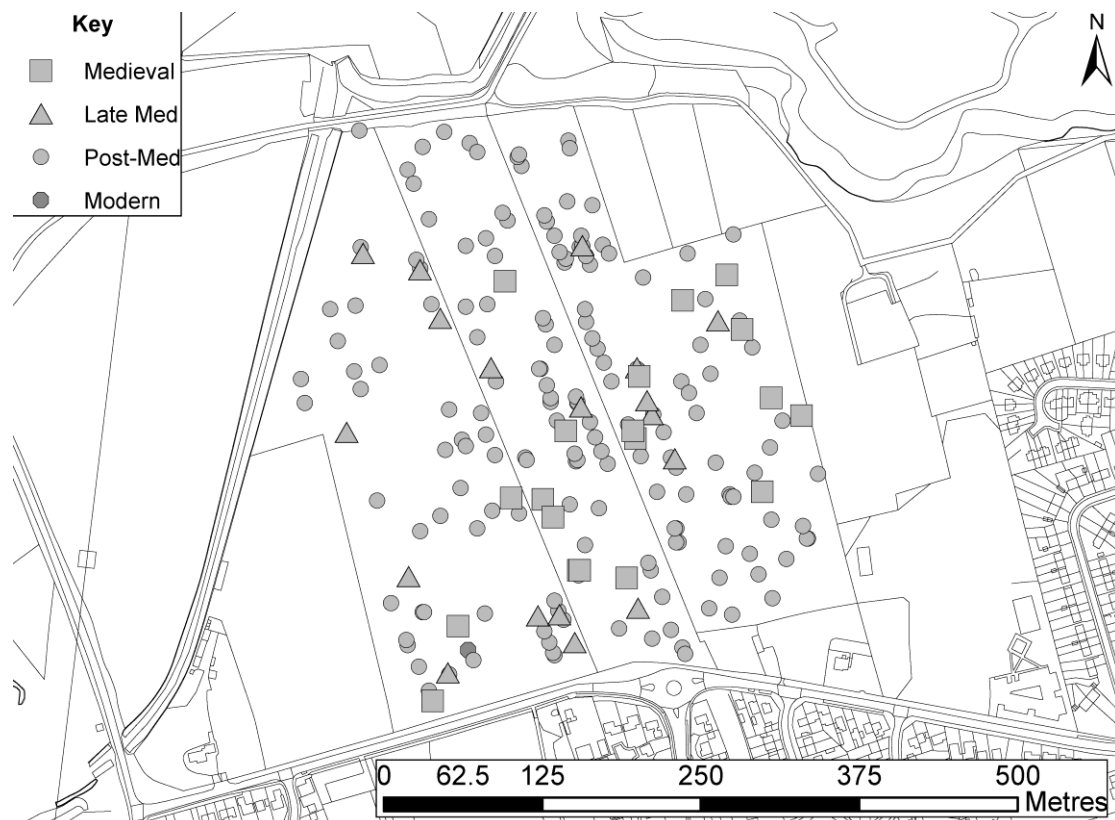 Key
Medieval
Late Med
Post-Med
Modern
N
0 62.5 125 250 375 500
Metres